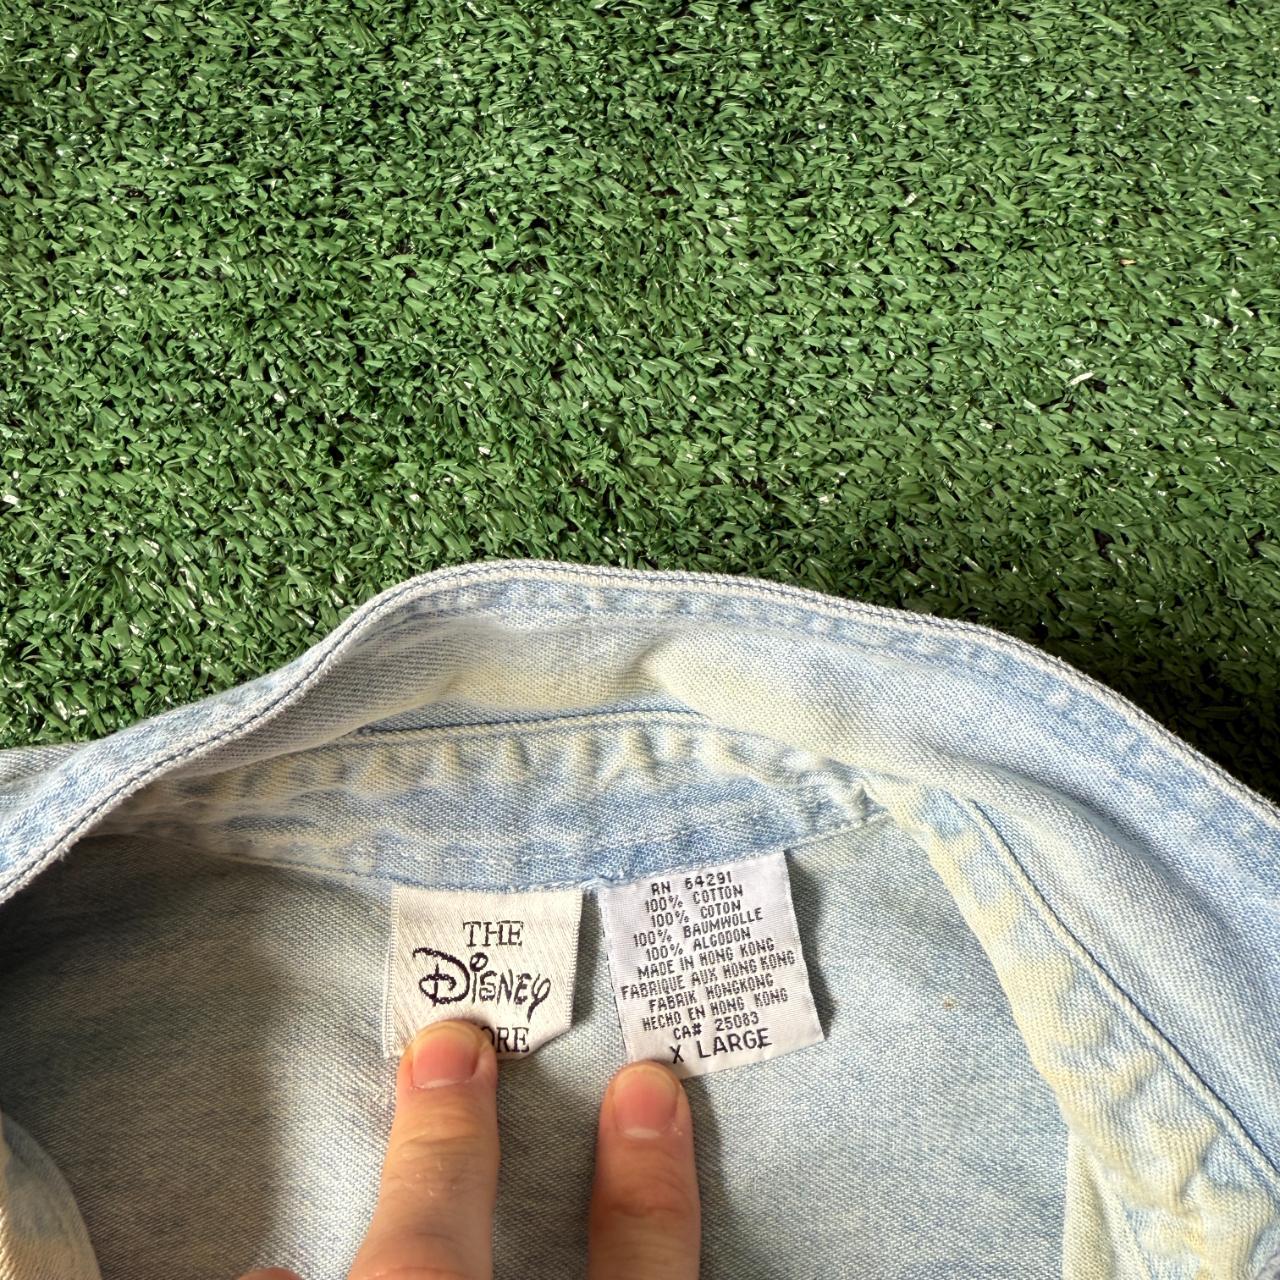 THE
Disney
ORE
RN 64291
100% COTTON
100% COTON
100% BAUMWOLLE
100% ALGODON
MADE IN HONG KONG
FABRIQUE AUX HONG KONG
FABRIK HONGKONG
HECHO EN HONG KONG
CA# 25083
X LARGE